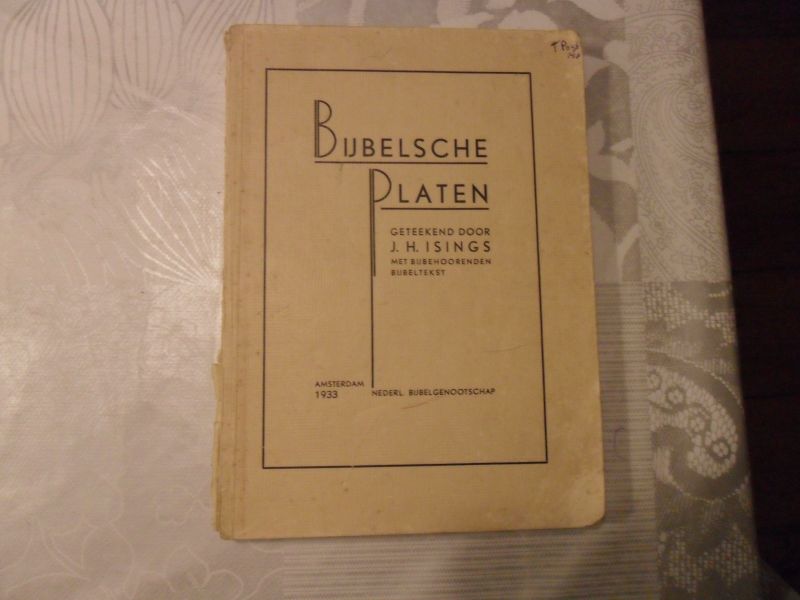 BIJBELSCHE
PLATEN
GETEEKEND DOOR
J. H. ISINGS
MET BIJBEHOORENDEN
BIJBELTEKST
AMSTERDAM
1933 NEDERL. BIJBELGENOOTSCHAP